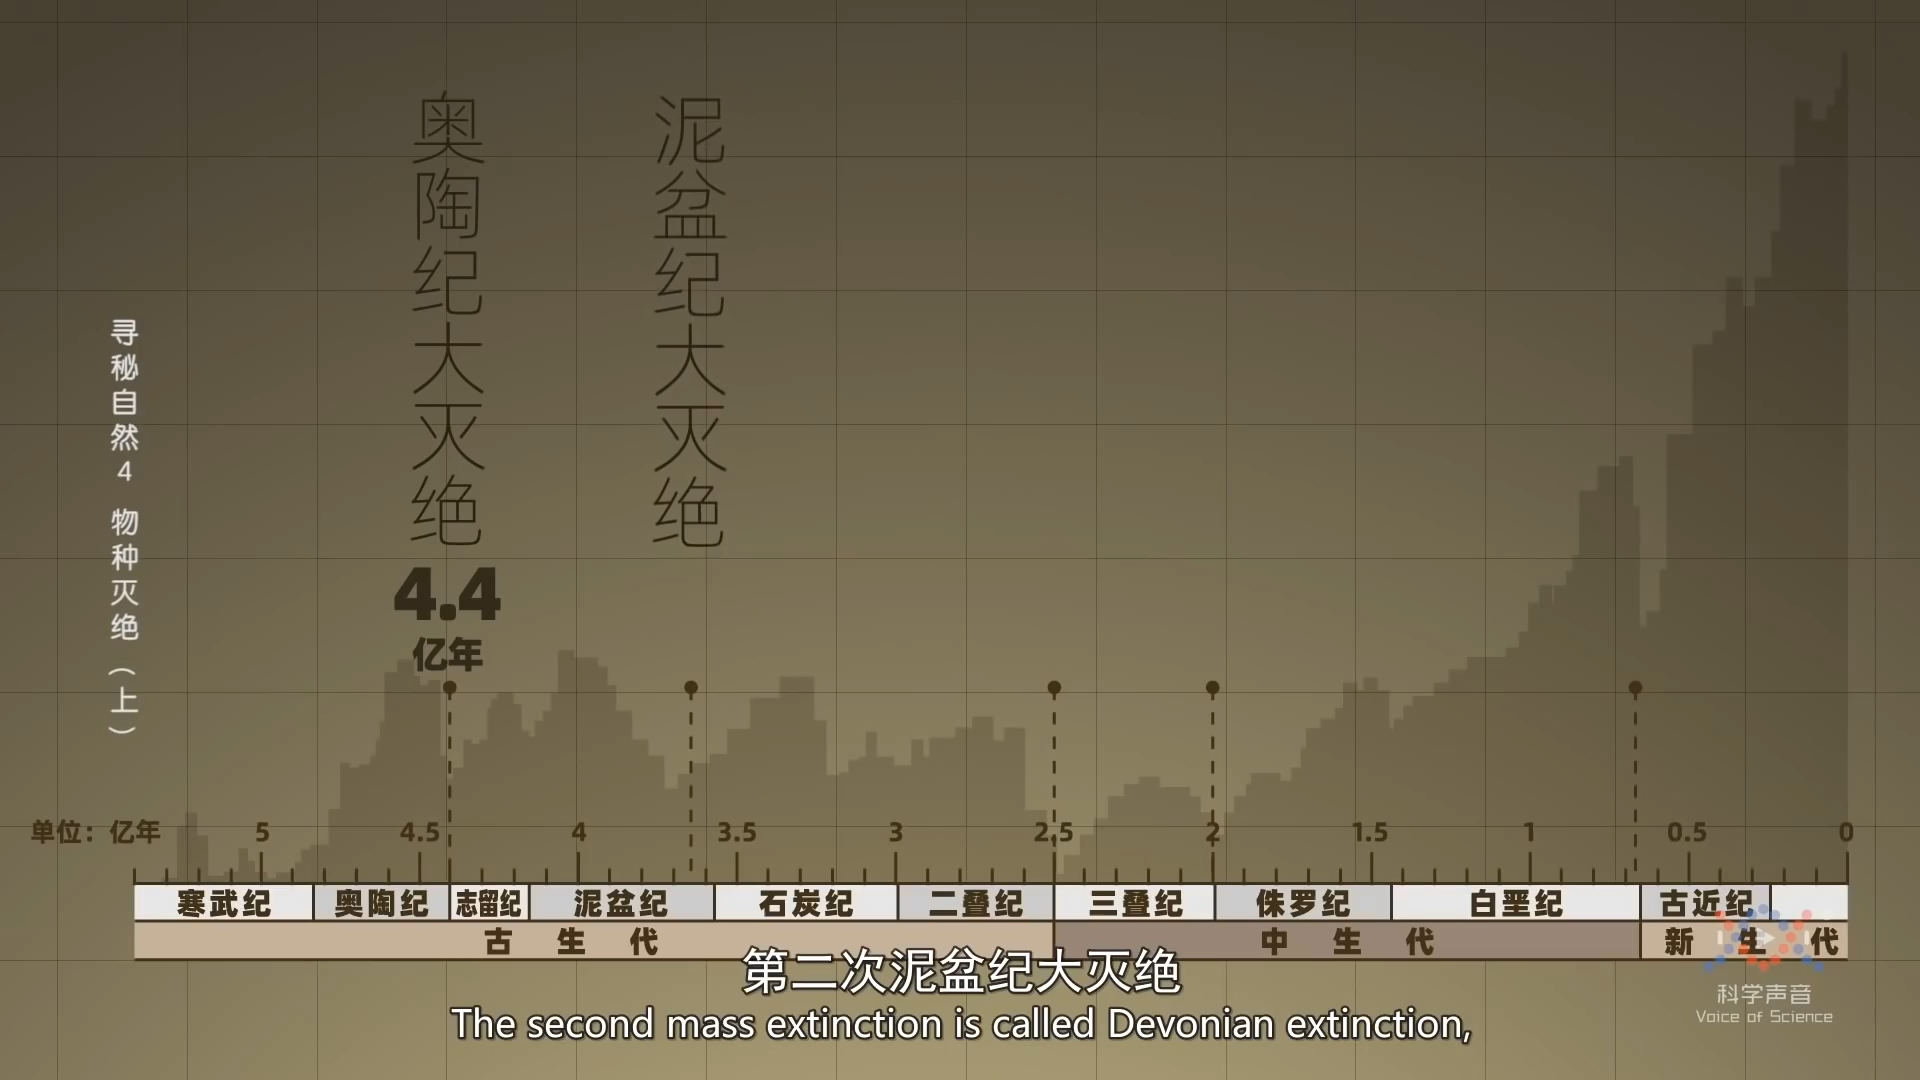 奥陶纪大灭绝
4.4
亿年
泥盆纪大灭绝
寻秘自然4 物种灭绝（上）
单位：亿年 5 4.5 4 3.5 3 2.5 2 1.5 1 0.5 0
寒武纪 奥陶纪 志留纪 泥盆纪 石炭纪 二叠纪 三叠纪 侏罗纪 白垩纪 古近纪
古生代 中生代 新生代
第二次泥盆纪大灭绝
The second mass extinction is called Devonian extinction,
科学声音
Voice of Science